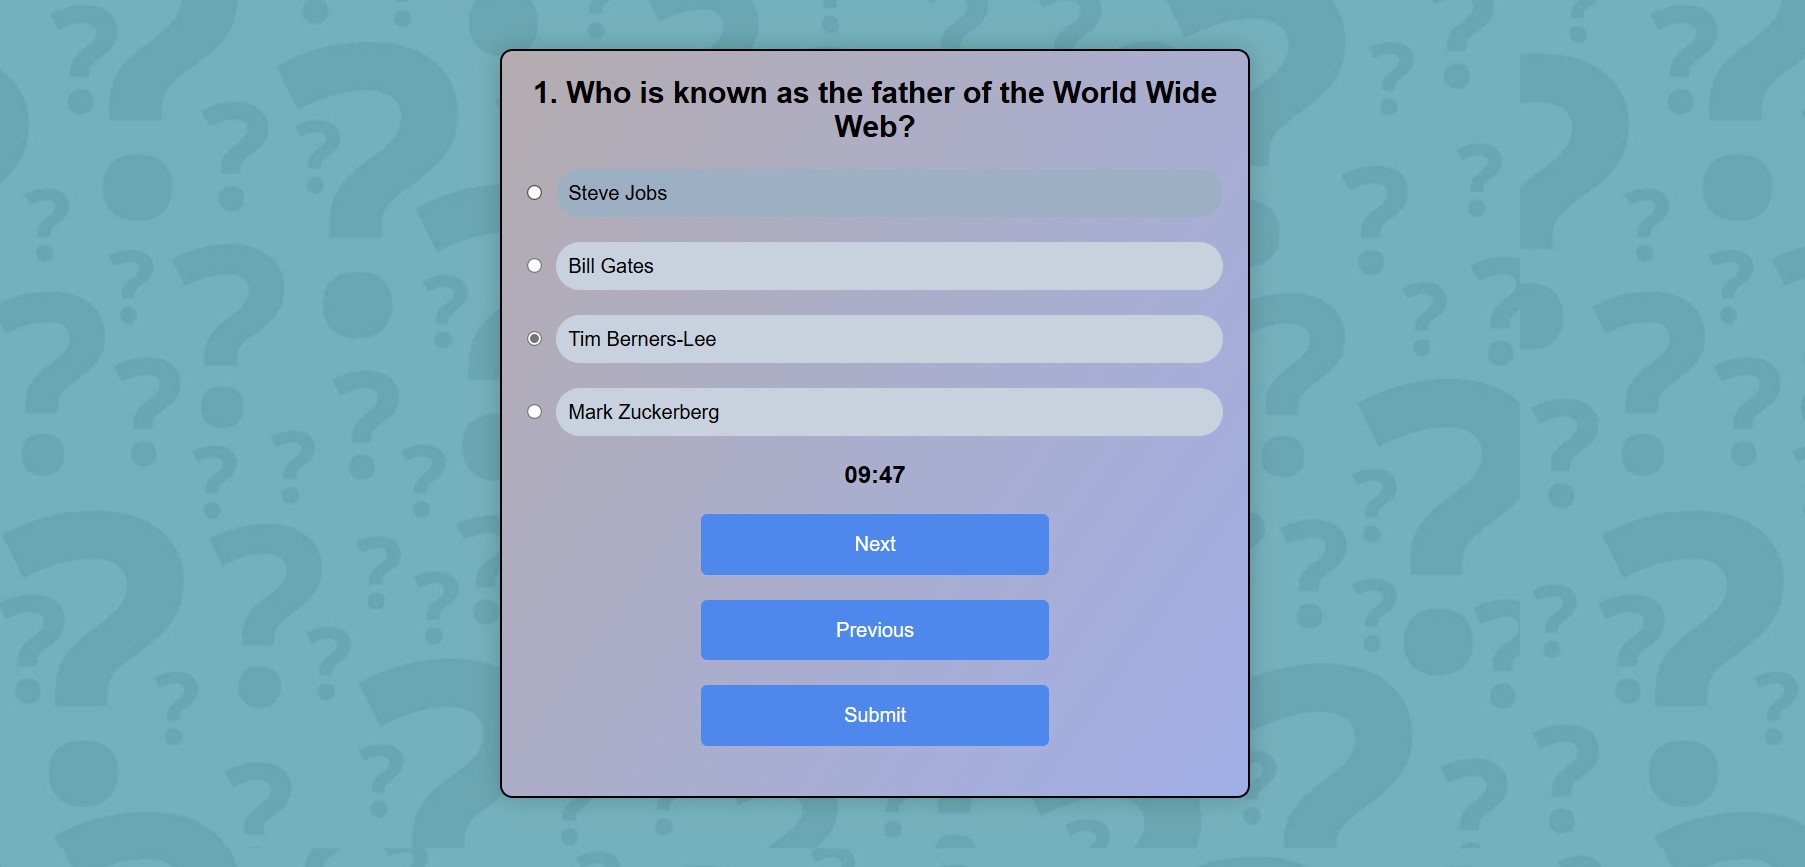 1. Who is known as the father of the World Wide
Web?
Steve Jobs
Bill Gates
Tim Berners-Lee
Mark Zuckerberg
09:47
Next
Previous
Submit